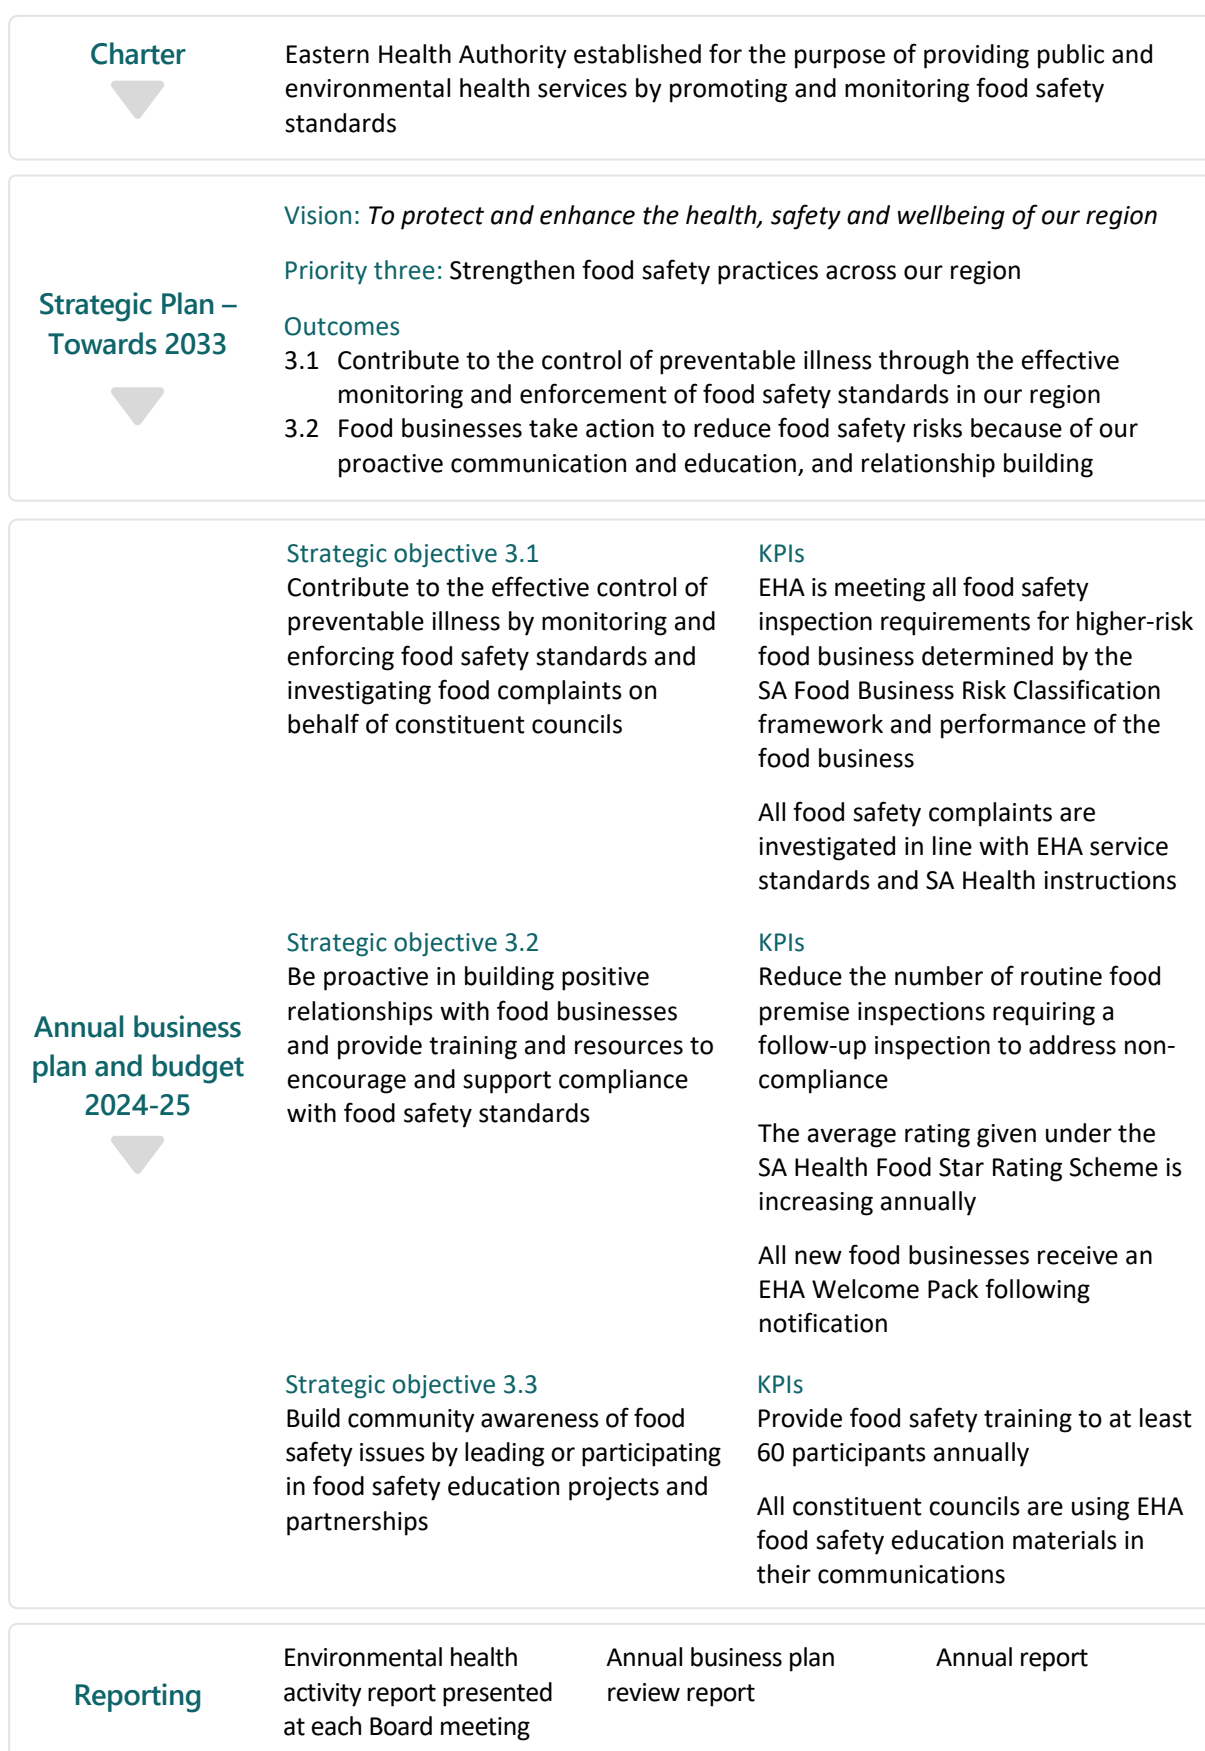 Charter
Eastern Health Authority established for the purpose of providing public and
environmental health services by promoting and monitoring food safety
standards
Strategic Plan –
Towards 2033
Vision: To protect and enhance the health, safety and wellbeing of our region
Priority three: Strengthen food safety practices across our region
Outcomes
3.1 Contribute to the control of preventable illness through the effective
monitoring and enforcement of food safety standards in our region
3.2 Food businesses take action to reduce food safety risks because of our
proactive communication and education, and relationship building
Annual business
plan and budget
2024-25
Strategic objective 3.1
Contribute to the effective control of
preventable illness by monitoring and
enforcing food safety standards and
investigating food complaints on
behalf of constituent councils
KPIs
EHA is meeting all food safety
inspection requirements for higher-risk
food business determined by the
SA Food Business Risk Classification
framework and performance of the
food business
All food safety complaints are
investigated in line with EHA service
standards and SA Health instructions
Strategic objective 3.2
Be proactive in building positive
relationships with food businesses
and provide training and resources to
encourage and support compliance
with food safety standards
KPIs
Reduce the number of routine food
premise inspections requiring a
follow-up inspection to address non-
compliance
The average rating given under the
SA Health Food Star Rating Scheme is
increasing annually
All new food businesses receive an
EHA Welcome Pack following
notification
Strategic objective 3.3
Build community awareness of food
safety issues by leading or participating
in food safety education projects and
partnerships
KPIs
Provide food safety training to at least
60 participants annually
All constituent councils are using EHA
food safety education materials in
their communications
Reporting
Environmental health
activity report presented
at each Board meeting
Annual business plan
review report
Annual report